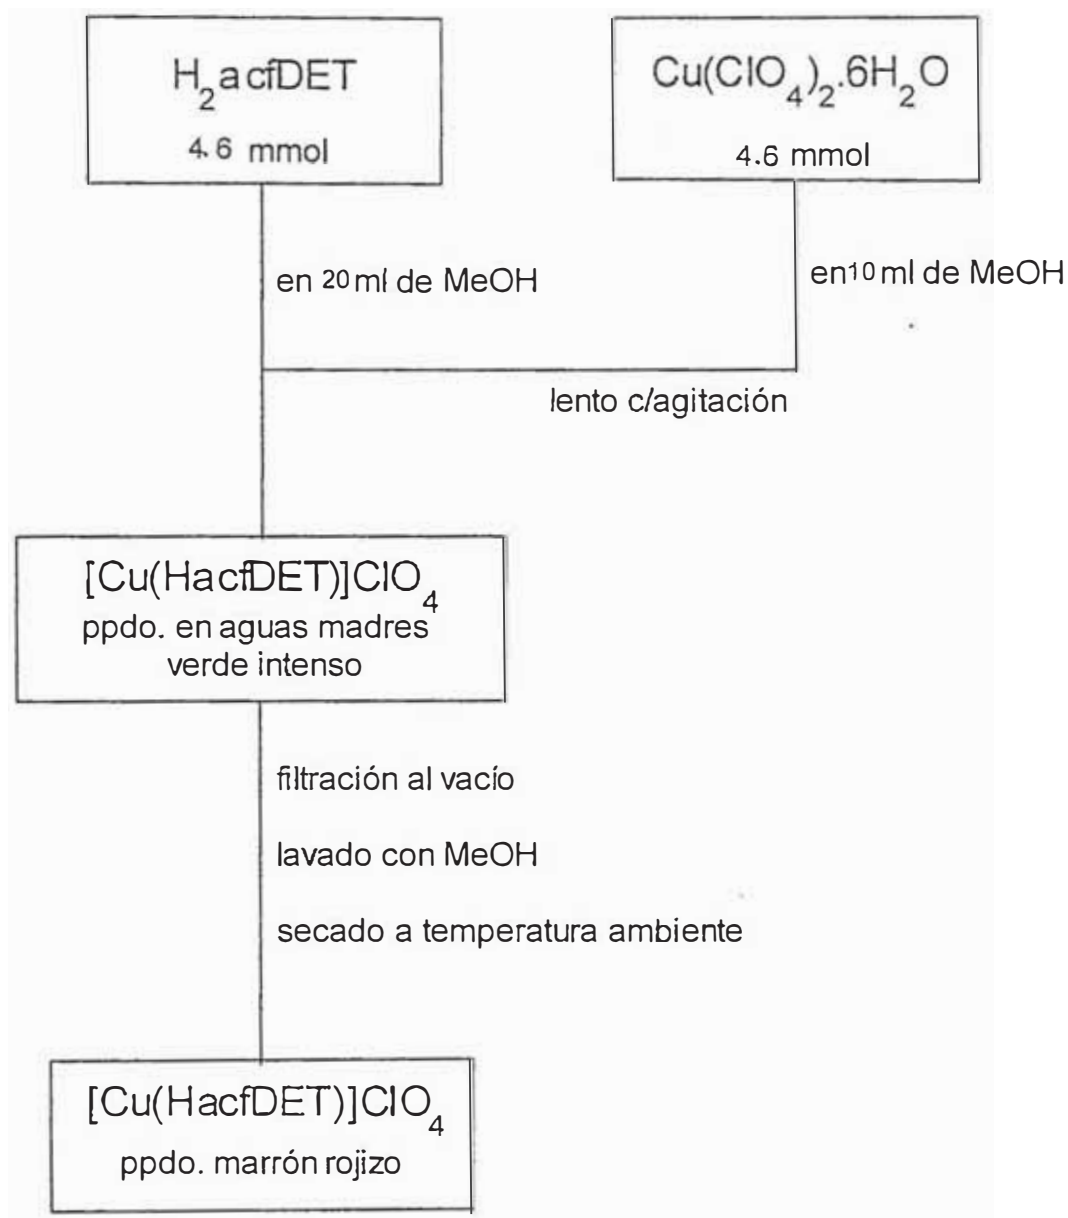 H2acfDET
4.6 mmol
Cu(ClO4)2.6H2O
4.6 mmol
en 20 ml de MeOH
en 10 ml de MeOH
lento c/agitación
[Cu(HacfDET)]ClO4
ppdo. en aguas madres
verde intenso
filtración al vacío
lavado con MeOH
secado a temperatura ambiente
[Cu(HacfDET)]ClO4
ppdo. marrón rojizo